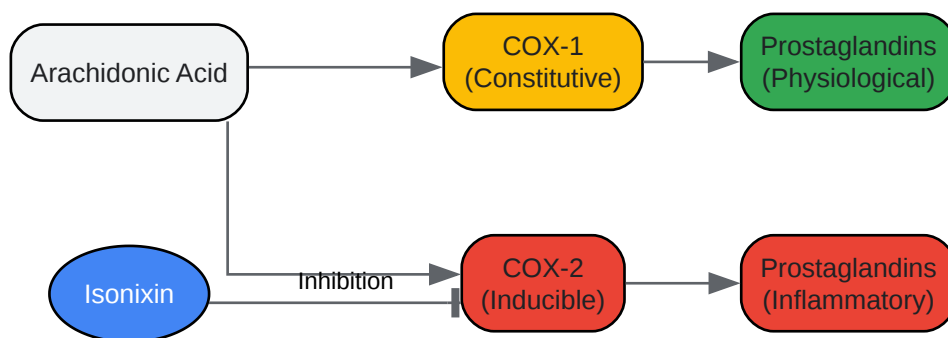 Arachidonic Acid
COX-1
(Constitutive)
Prostaglandins
(Physiological)
Isonixin
Inhibition
COX-2
(Inducible)
Prostaglandins
(Inflammatory)